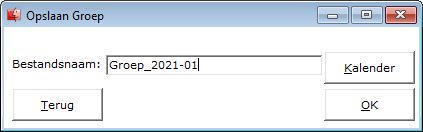 Opslaan Groep
Bestandsnaam: Groep_2021-01
Kalender
Terug
OK